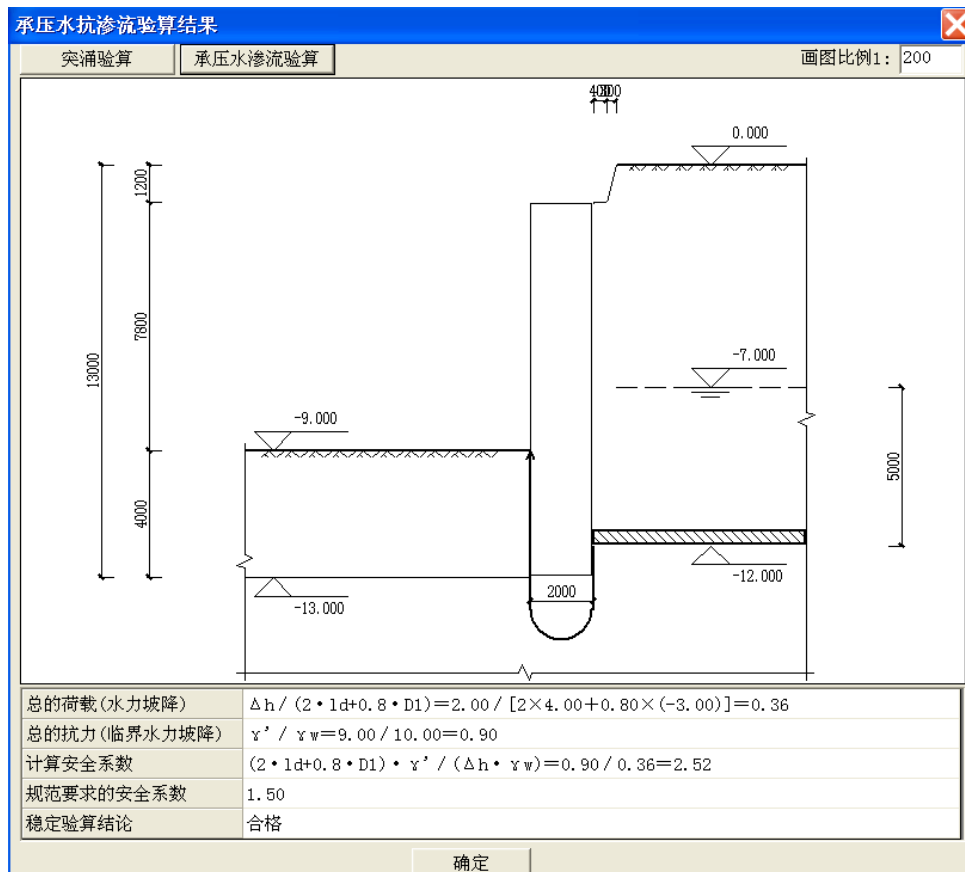 承压水抗渗流验算结果
突涌验算 承压水渗流验算 画图比例1: 200
0.000
1200
7800
13000
-7.000
-9.000
5000
4000
-12.000
2000
-13.000
总的荷载(水力坡降) Δh/(2·ld+0.8·D1)=2.00/[2×4.00+0.80×(-3.00)]=0.36
总的抗力(临界水力坡降) γ'/γw=9.00/10.00=0.90
计算安全系数 (2·ld+0.8·D1)·γ'/(Δh·γw)=0.90/0.36=2.52
规范要求的安全系数 1.50
稳定验算结论 合格
确定